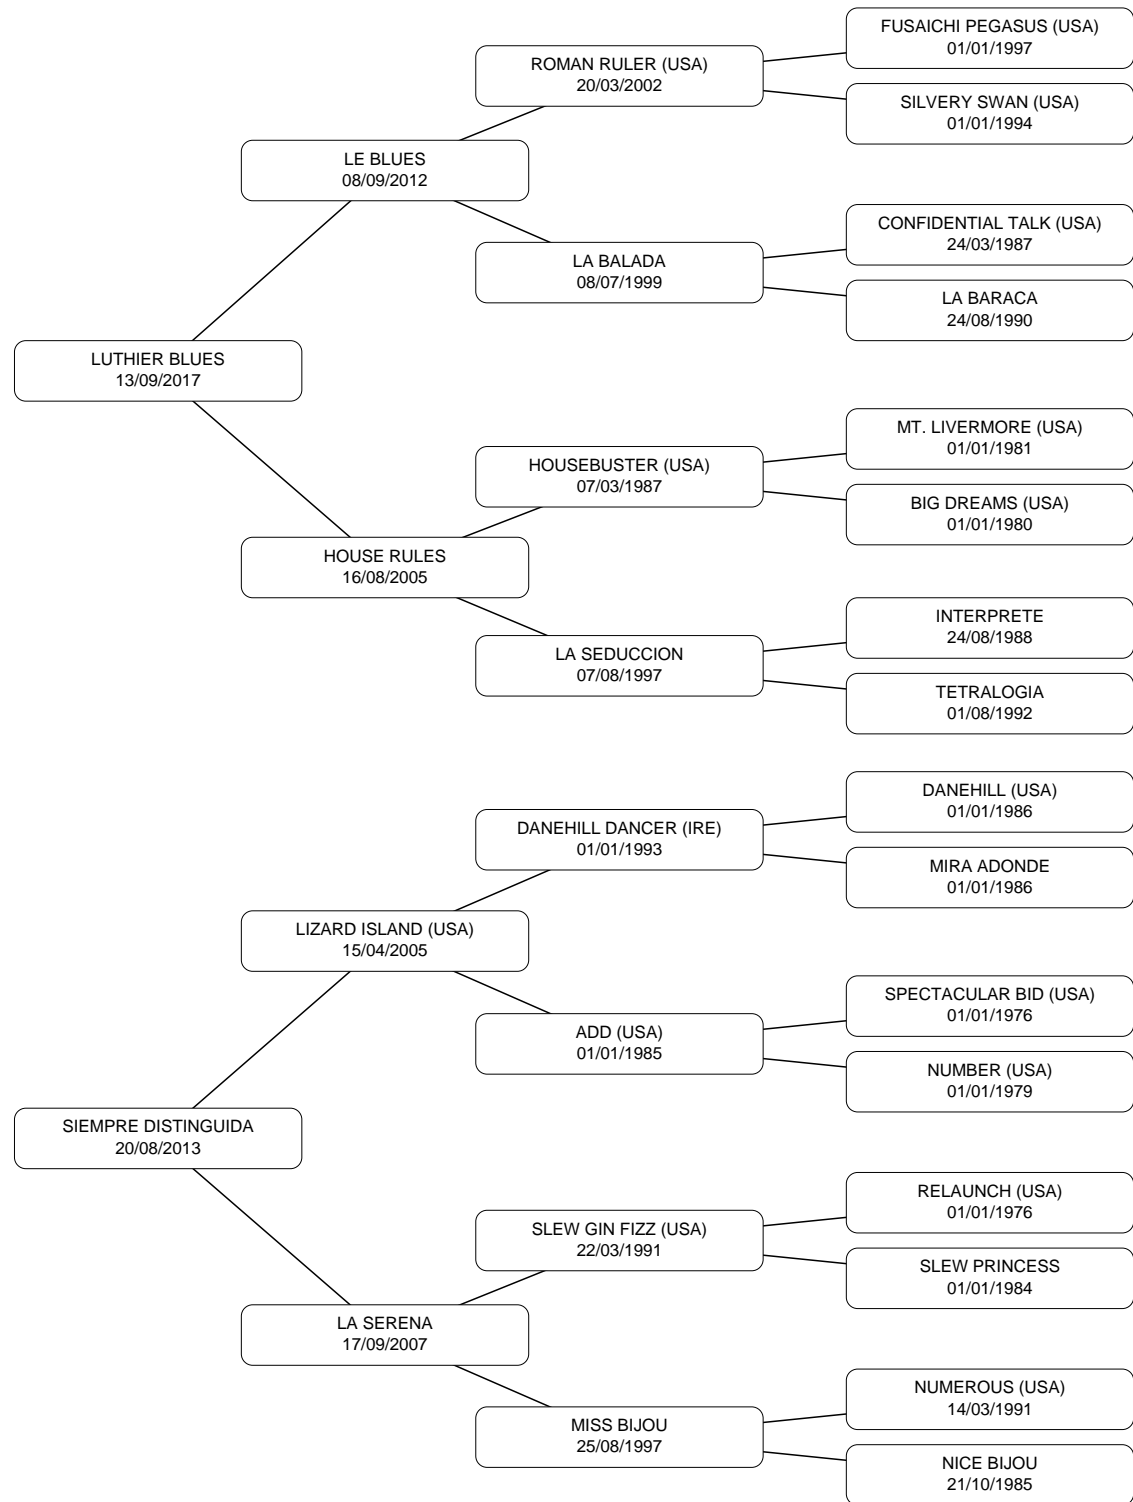 FUSAICHI PEGASUS (USA)
01/01/1997
ROMAN RULER (USA)
20/03/2002
SILVERY SWAN (USA)
01/01/1994
LE BLUES
08/09/2012
CONFIDENTIAL TALK (USA)
24/03/1987
LA BALADA
08/07/1999
LA BARACA
24/08/1990
LUTHIER BLUES
13/09/2017
MT. LIVERMORE (USA)
01/01/1981
HOUSEBUSTER (USA)
07/03/1987
BIG DREAMS (USA)
01/01/1980
HOUSE RULES
16/08/2005
INTERPRETE
24/08/1988
LA SEDUCCION
07/08/1997
TETRALOGIA
01/08/1992
DANEHILL (USA)
01/01/1986
DANEHILL DANCER (IRE)
01/01/1993
MIRA ADONDE
01/01/1986
LIZARD ISLAND (USA)
15/04/2005
SPECTACULAR BID (USA)
01/01/1976
ADD (USA)
01/01/1985
NUMBER (USA)
01/01/1979
SIEMPRE DISTINGUIDA
20/08/2013
RELAUNCH (USA)
01/01/1976
SLEW GIN FIZZ (USA)
22/03/1991
SLEW PRINCESS
01/01/1984
LA SERENA
17/09/2007
NUMEROUS (USA)
14/03/1991
MISS BIJOU
25/08/1997
NICE BIJOU
21/10/1985